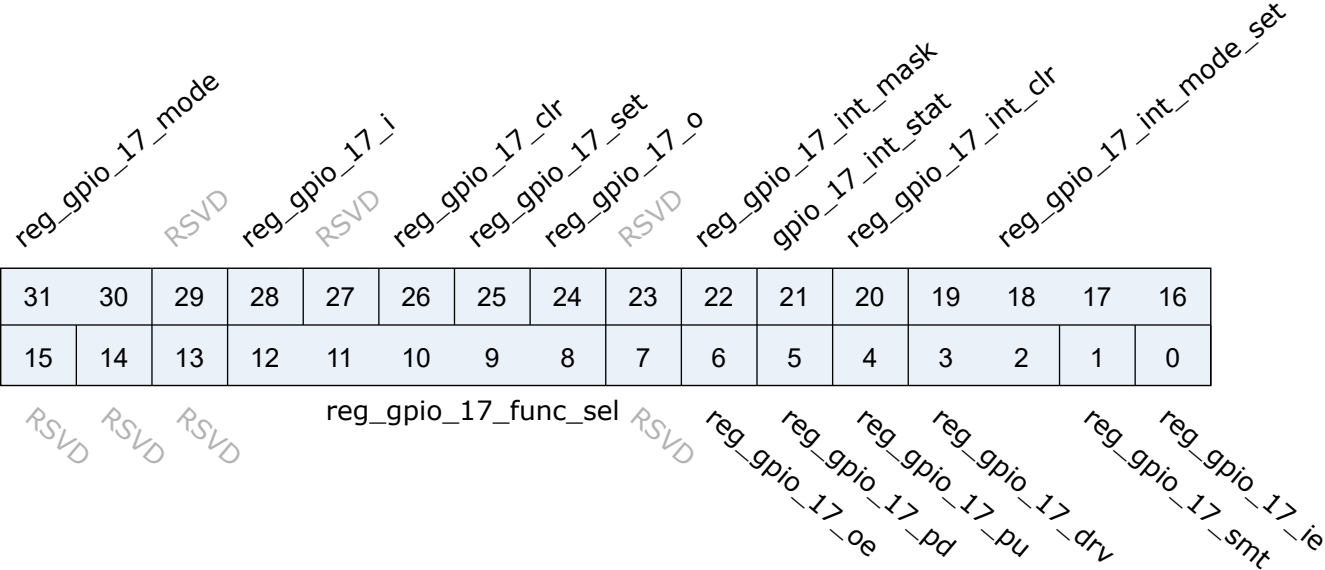 reg_gpio_17_mode
RSVD
reg_gpio_17_i
RSVD
reg_gpio_17_clr
reg_gpio_17_set
reg_gpio_17_o
RSVD
reg_gpio_17_int_mask
gpio_17_int_stat
reg_gpio_17_int_clr
reg_gpio_17_int_mode_set
31 30 29 28 27 26 25 24 23 22 21 20 19 18 17 16
15 14 13 12 11 10 9 8 7 6 5 4 3 2 1 0
RSVD
RSVD
RSVD
reg_gpio_17_func_sel
RSVD
reg_gpio_17_oe
reg_gpio_17_pd
reg_gpio_17_pu
reg_gpio_17_drv
reg_gpio_17_smt
reg_gpio_17_ie